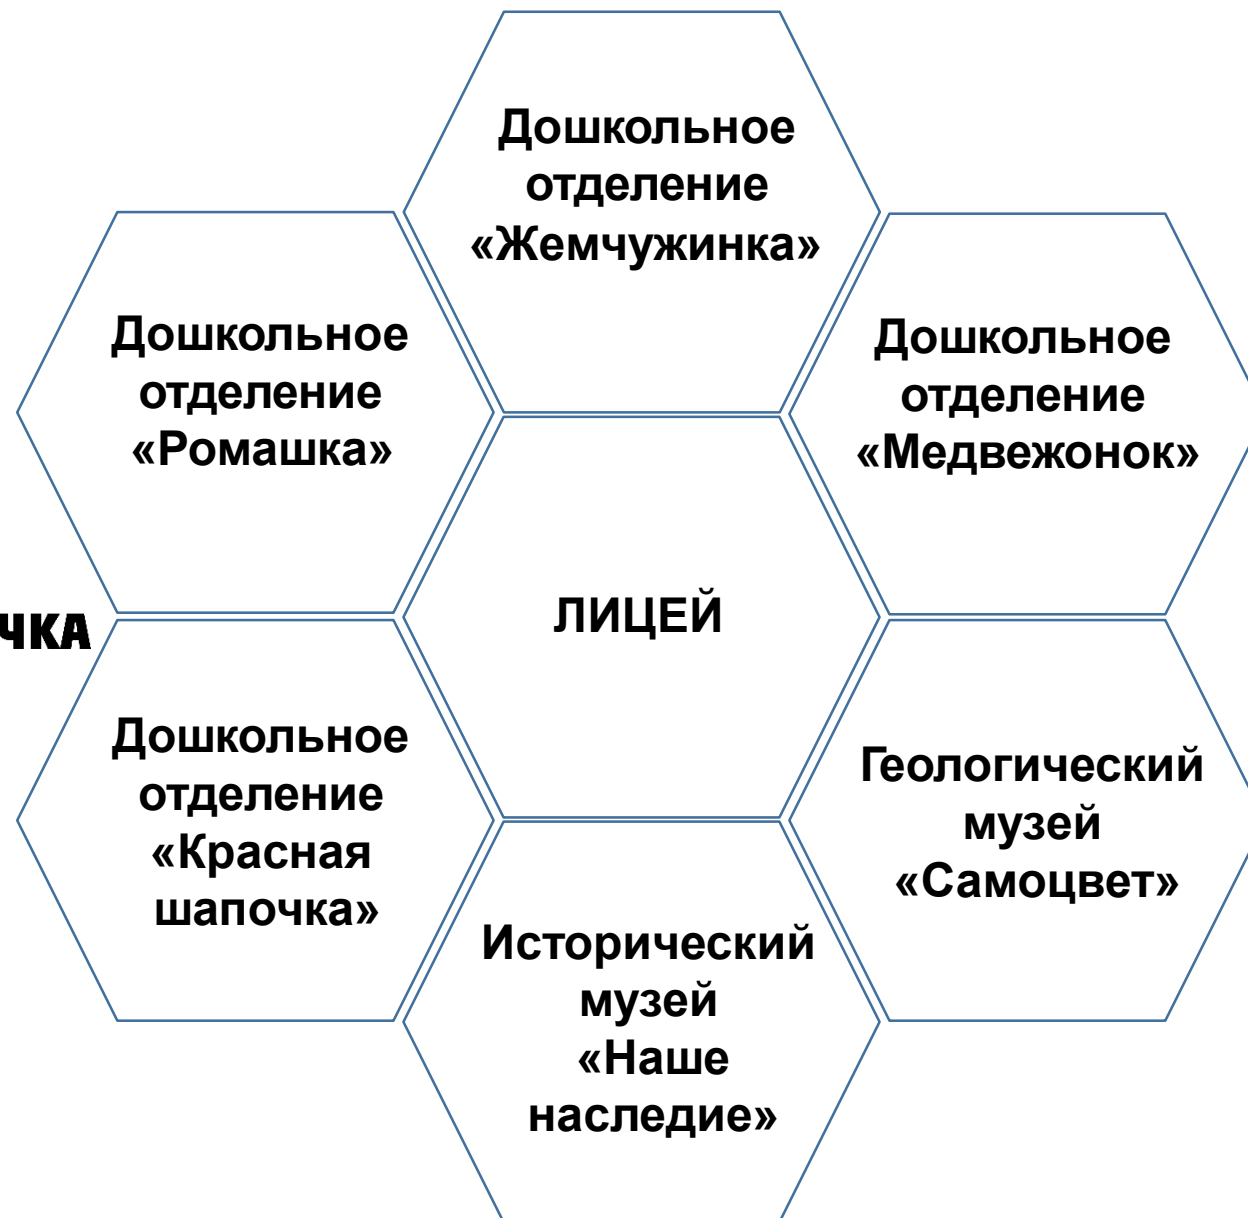 Дошкольное
отделение
«Жемчужинка»
Дошкольное
отделение
«Ромашка»
Дошкольное
отделение
«Медвежонок»
ЛИЦЕЙ
ЧКА
Дошкольное
отделение
«Красная
шапочка»
Геологический
музей
«Самоцвет»
Исторический
музей
«Наше
наследие»